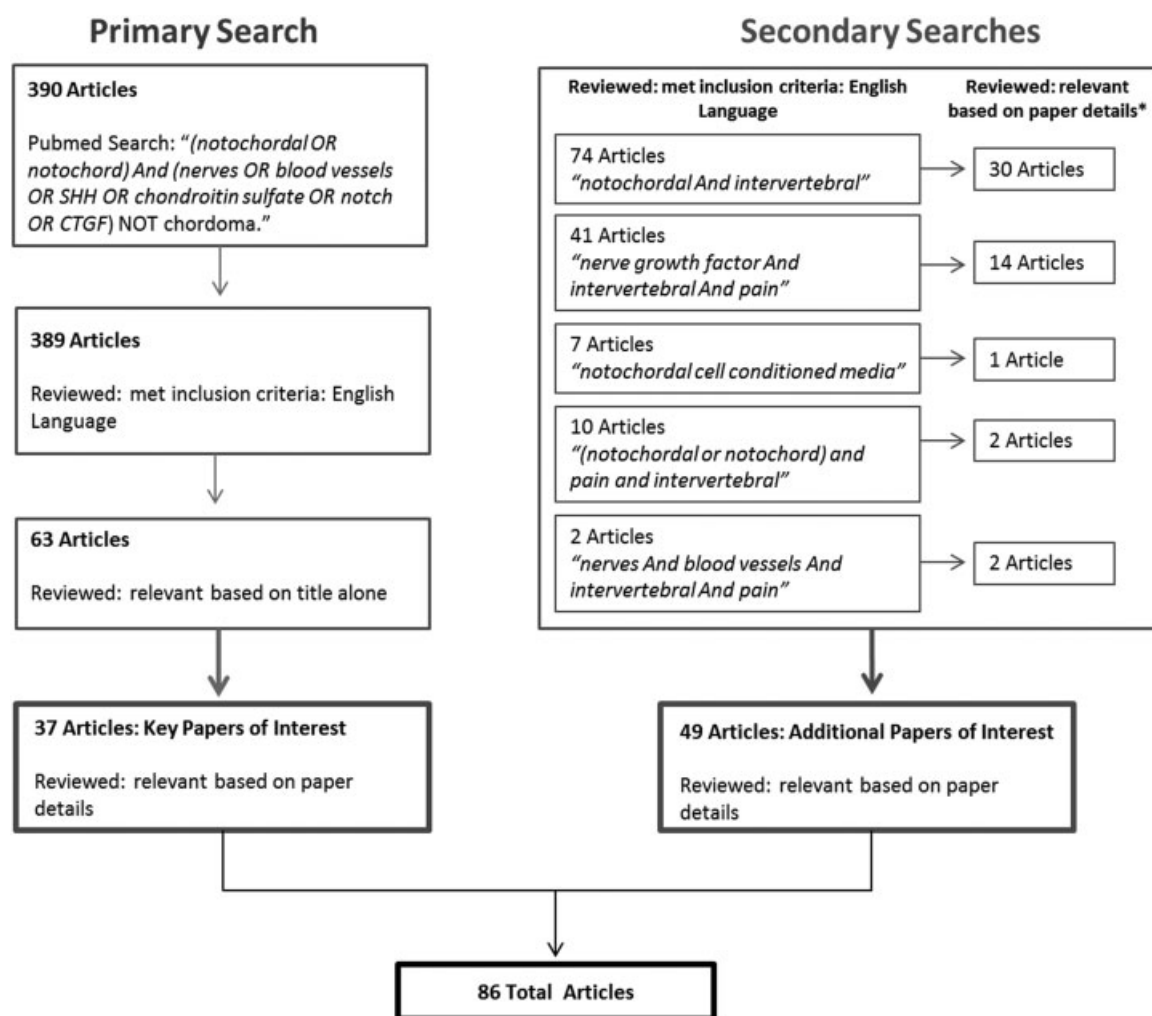 Primary Search
390 Articles
Pubmed Search: “(notochordal OR
notochord) And (nerves OR blood vessels
OR SHH OR chondroitin sulfate OR notch
OR CTGF) NOT chordoma.”
389 Articles
Reviewed: met inclusion criteria: English
Language
63 Articles
Reviewed: relevant based on title alone
37 Articles: Key Papers of Interest
Reviewed: relevant based on paper
details
Secondary Searches
Reviewed: met inclusion criteria: English
Language
Reviewed: relevant
based on paper details*
74 Articles
“notochordal And intervertebral”
30 Articles
41 Articles
“nerve growth factor And
intervertebral And pain”
14 Articles
7 Articles
“notochordal cell conditioned media”
1 Article
10 Articles
“(notochordal or notochord) and
pain and intervertebral”
2 Articles
2 Articles
“nerves And blood vessels And
intervertebral And pain”
2 Articles
49 Articles: Additional Papers of Interest
Reviewed: relevant based on paper
details
86 Total Articles